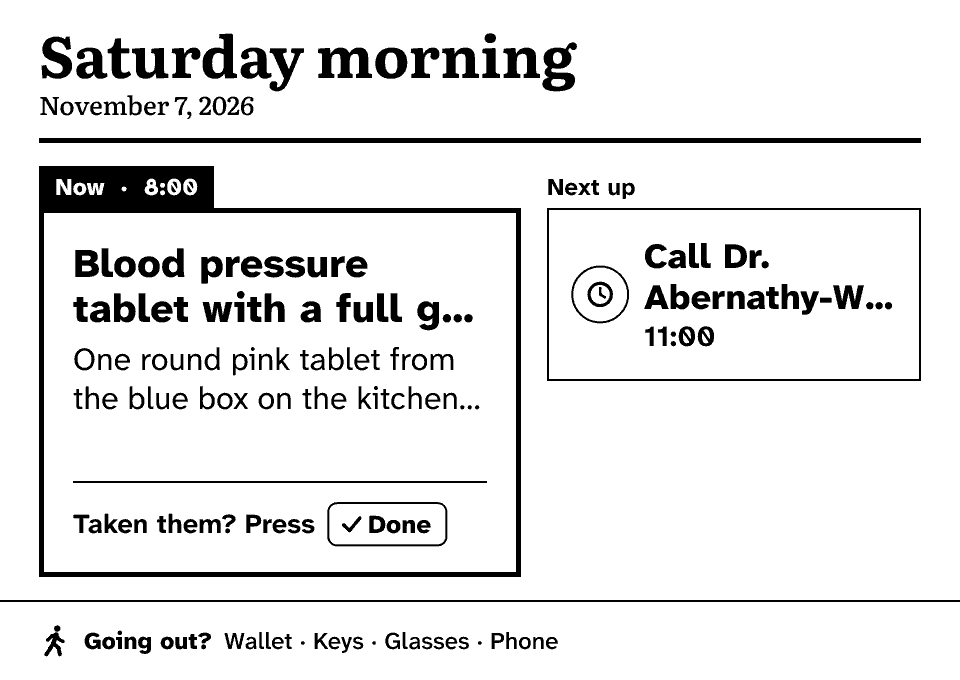 Saturday morning
November 7, 2026
Now · 8:00
Blood pressure
tablet with a full g...
One round pink tablet from
the blue box on the kitchen...
Taken them? Press ✓ Done
Next up
Call Dr.
Abernathy-W...
11:00
Going out? Wallet · Keys · Glasses · Phone